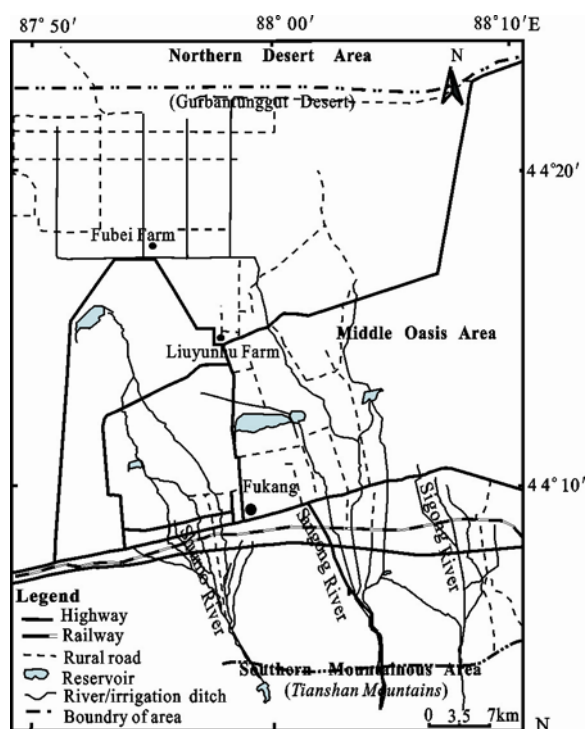 87°50′ 88°00′ 88°10′E
Northern Desert Area
N
(Gurbantunggut Desert)
44°20′
Fubei Farm
Middle Oasis Area
Liuyunhu Farm
44°10′
Fukang
Sigong River
Sangong River
River
Legend
Highway
Railway
Rural road
Reservoir
River/irrigation ditch
Boundry of area
Southern Mountainous Area
(Tianshan Mountains)
0 3.5 7km
N